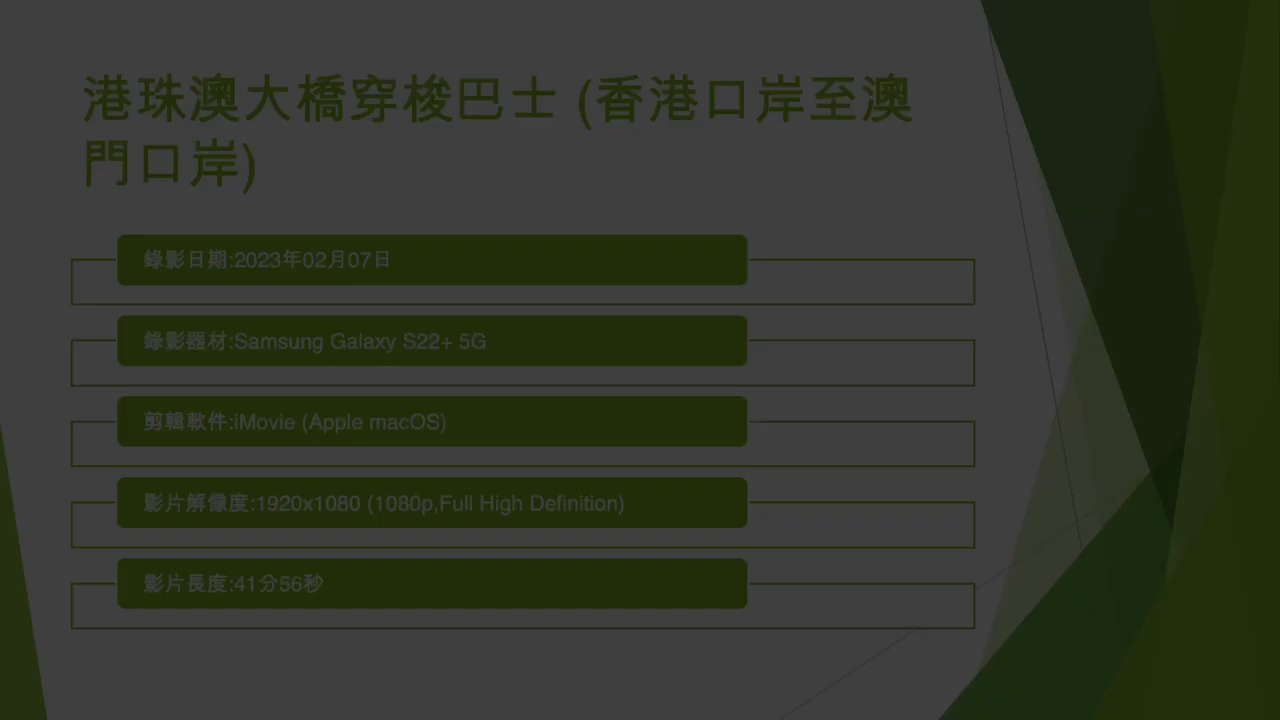 港珠澳大橋穿梭巴士 (香港口岸至澳
門口岸)
錄影日期:2023年02月07日
錄影器材:Samsung Galaxy S22+ 5G
剪輯軟件:iMovie (Apple macOS)
影片解像度:1920x1080 (1080p,Full High Definition)
影片長度:41分56秒